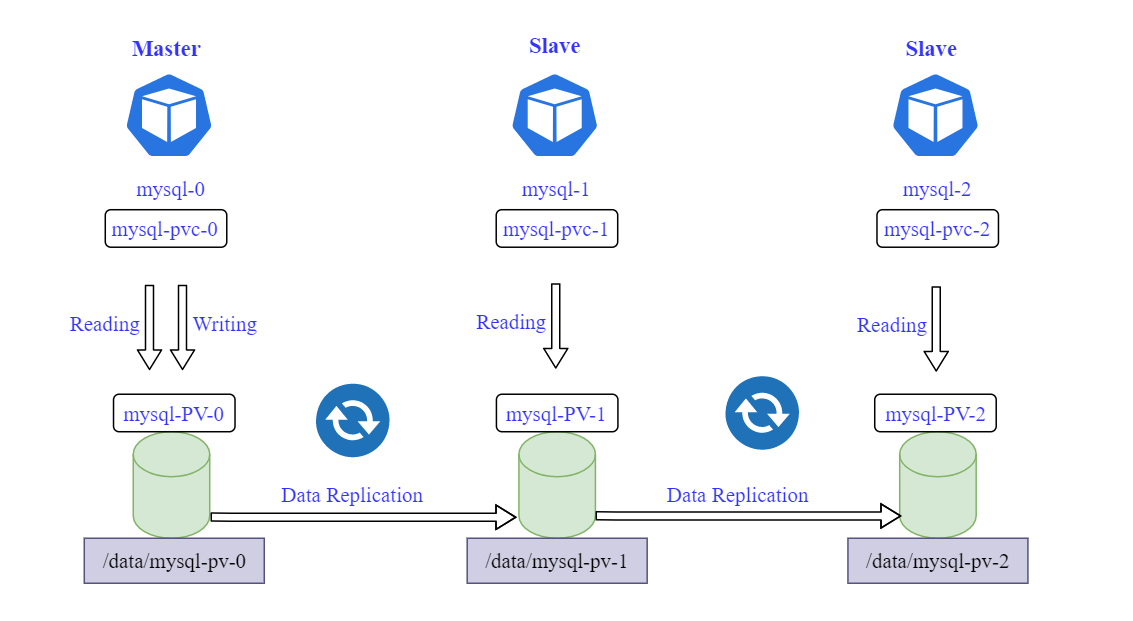 Master
Slave
Slave
mysql-0
mysql-1
mysql-2
mysql-pvc-0
mysql-pvc-1
mysql-pvc-2
Reading
Writing
Reading
Reading
mysql-PV-0
mysql-PV-1
mysql-PV-2
Data Replication
Data Replication
/data/mysql-pv-0
/data/mysql-pv-1
/data/mysql-pv-2